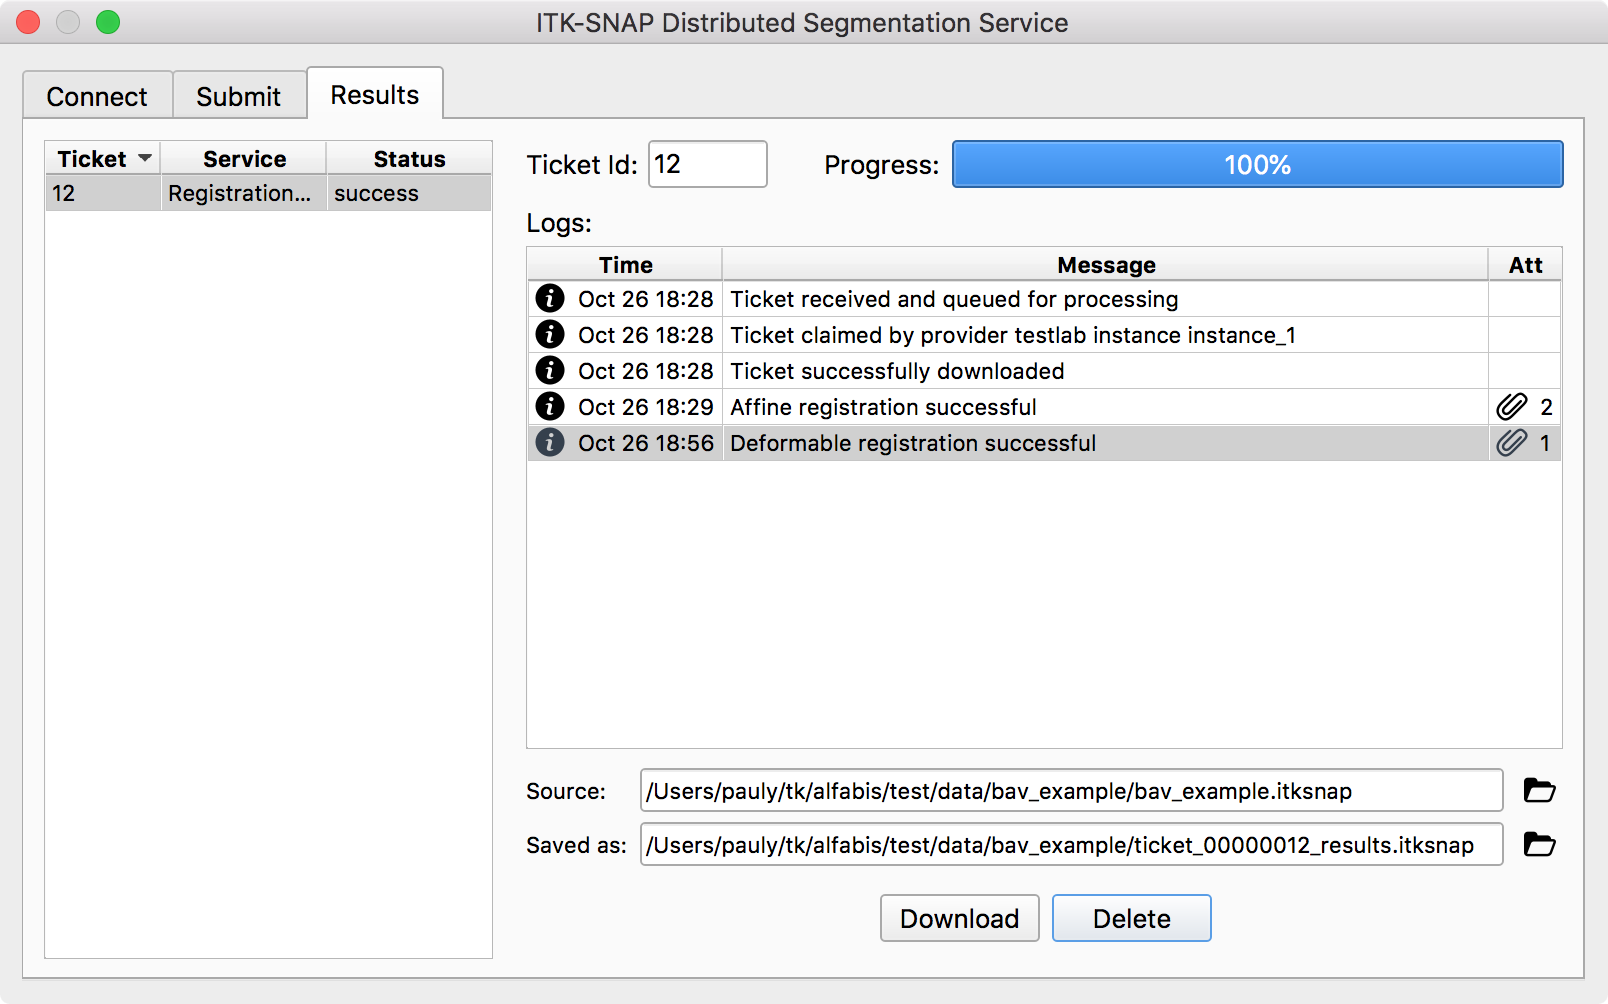 ITK-SNAP Distributed Segmentation Service
Connect Submit Results
Ticket Service Status
12 Registration... success
Ticket Id: 12 Progress: 100%
Logs:
Time Message Att
Oct 26 18:28 Ticket received and queued for processing
Oct 26 18:28 Ticket claimed by provider testlab instance instance_1
Oct 26 18:28 Ticket successfully downloaded
Oct 26 18:29 Affine registration successful 2
Oct 26 18:56 Deformable registration successful 1
Source: /Users/pauly/tk/alfabis/test/data/bav_example/bav_example.itksnap
Saved as: /Users/pauly/tk/alfabis/test/data/bav_example/ticket_00000012_results.itksnap
Download Delete